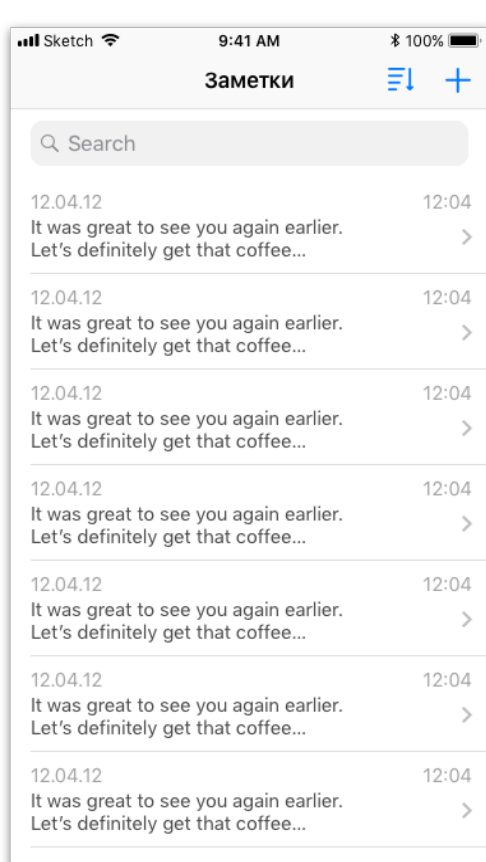 Sketch 9:41 AM 100%
Заметки
Search
12.04.12 12:04
It was great to see you again earlier.
Let's definitely get that coffee...
12.04.12 12:04
It was great to see you again earlier.
Let's definitely get that coffee...
12.04.12 12:04
It was great to see you again earlier.
Let's definitely get that coffee...
12.04.12 12:04
It was great to see you again earlier.
Let's definitely get that coffee...
12.04.12 12:04
It was great to see you again earlier.
Let's definitely get that coffee...
12.04.12 12:04
It was great to see you again earlier.
Let's definitely get that coffee...
12.04.12 12:04
It was great to see you again earlier.
Let's definitely get that coffee...